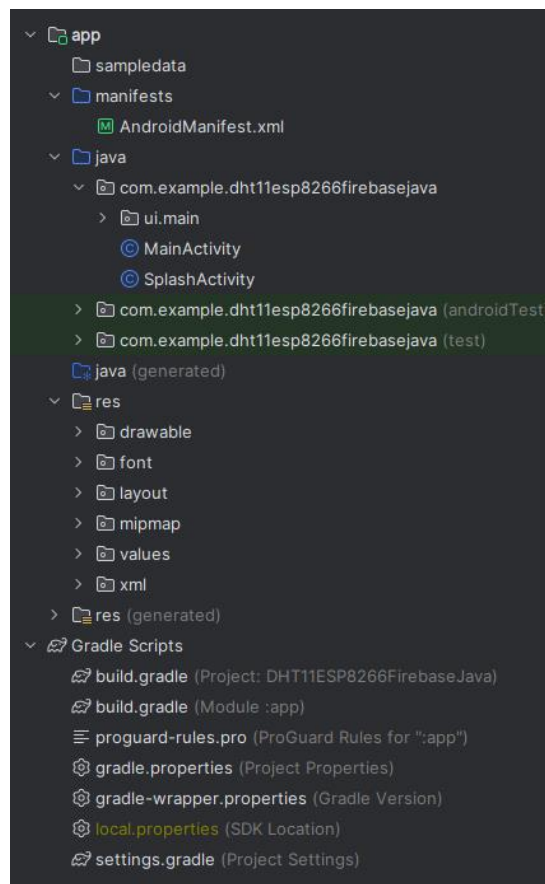 app
sampledata
manifests
AndroidManifest.xml
java
com.example.dht11esp8266firebasejava
ui.main
MainActivity
SplashActivity
com.example.dht11esp8266firebasejava (androidTest
com.example.dht11esp8266firebasejava (test)
java (generated)
res
drawable
font
layout
mipmap
values
xml
res (generated)
Gradle Scripts
build.gradle (Project: DHT11ESP8266FirebaseJava)
build.gradle (Module :app)
proguard-rules.pro (ProGuard Rules for ":app")
gradle.properties (Project Properties)
gradle-wrapper.properties (Gradle Version)
local.properties (SDK Location)
settings.gradle (Project Settings)